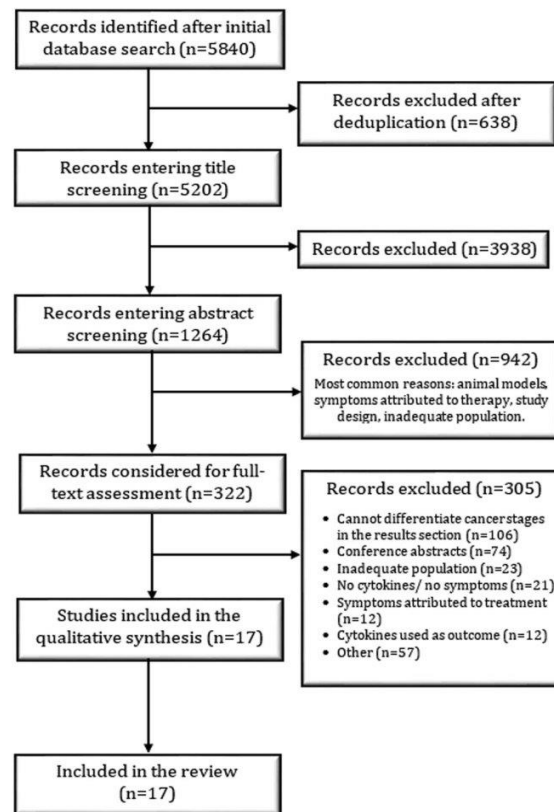 Records identified after initial
database search (n=5840)
Records excluded after
deduplication (n=638)
Records entering title
screening (n=5202)
Records excluded (n=3938)
Records entering abstract
screening (n=1264)
Records excluded (n=942)
Most common reasons: animal models,
symptoms attributed to therapy, study
design, inadequate population.
Records considered for full-
text assessment (n=322)
Records excluded (n=305)
• Cannot differentiate cancer stages
in the results section (n=106)
• Conference abstracts (n=74)
• Inadequate population (n=23)
• No cytokines/ no symptoms (n=21)
• Symptoms attributed to treatment
(n=12)
• Cytokines used as outcome (n=12)
• Other (n=57)
Studies included in the
qualitative synthesis (n=17)
Included in the review
(n=17)